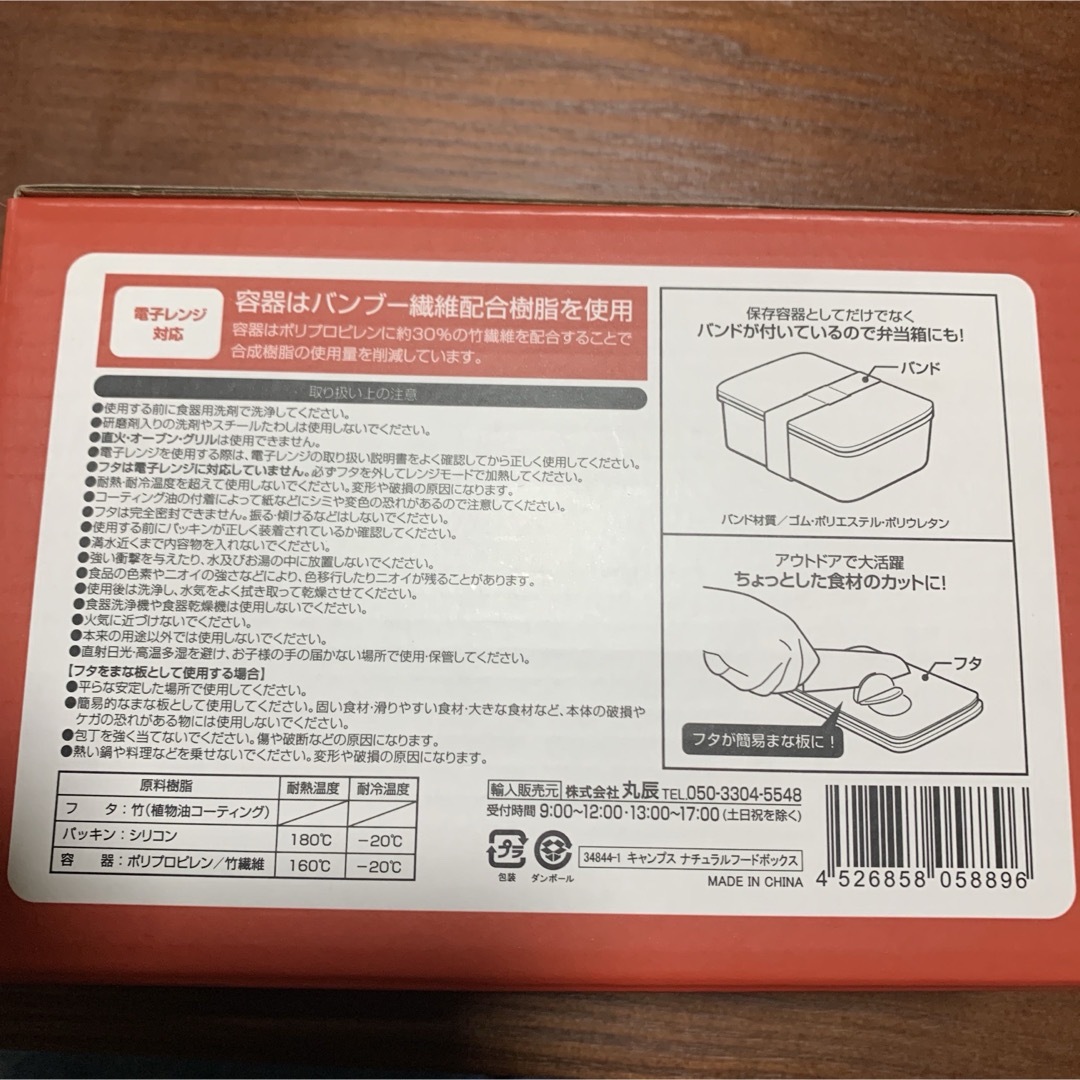 電子レンジ
対応
容器はバンブー繊維配合樹脂を使用
容器はポリプロピレンに約30%の竹繊維を配合することで
合成樹脂の使用量を削減しています。
取り扱い上の注意
●使用する前に食器用洗剤で洗浄してください。
●研磨剤入りの洗剤やスチールたわしは使用しないでください。
●直火・オーブン・グリルは使用できません。
●電子レンジを使用する際は、電子レンジの取り扱い説明書をよく確認してから正しく使用してください。
●フタは電子レンジに対応していません。必ずフタを外してレンジモードで加熱してください。
●耐熱・耐冷温度を超えて使用しないでください。変形や破損の原因になります。
●コーティング油の付着によって紙などにシミや変色の恐れがあるので注意してください。
●フタは完全密封できません。振る・傾けるなどはしないでください。
●使用する前にパッキンが正しく装着されているか確認してください。
●満水近くまで内容物を入れないでください。
●強い衝撃を与えたり、水及びお湯の中に放置しないでください。
●食品の色素やニオイの強さなどにより、色移行したりニオイが残ることがあります。
●使用後は洗浄し、水気をよく拭き取って乾燥させてください。
●食器洗浄機や食器乾燥機は使用しないでください。
●火気に近づけないでください。
●本来の用途以外では使用しないでください。
●直射日光・高温多湿を避け、お子様の手の届かない場所で使用・保管してください。
【フタをまな板として使用する場合】
●平らな安定した場所で使用してください。
●簡易的なまな板として使用してください。固い食材・滑りやすい食材・大きな食材など、本体の破損や
ケガの恐れがある物には使用しないでください。
●包丁を強く当てないでください。傷や破断などの原因になります。
●熱い鍋や料理などを乗せないでください。変形や破損の原因になります。
原料樹脂 耐熱温度 耐冷温度
フタ：竹(植物油コーティング)
パッキン：シリコン 180℃ －20℃
容器：ポリプロピレン／竹繊維 160℃ －20℃
保存容器としてだけでなく
バンドが付いているので弁当箱にも！
バンド
バンド材質／ゴム・ポリエステル・ポリウレタン
アウトドアで大活躍
ちょっとした食材のカットに！
フタ
フタが簡易まな板に！
輸入販売元 株式会社 丸辰 TEL.050-3304-5548
受付時間 9:00～12:00・13:00～17:00 (土日祝を除く)
プラ
包装 ダンボール
34844-1 キャンプス ナチュラルフードボックス
MADE IN CHINA
4 526858 058896